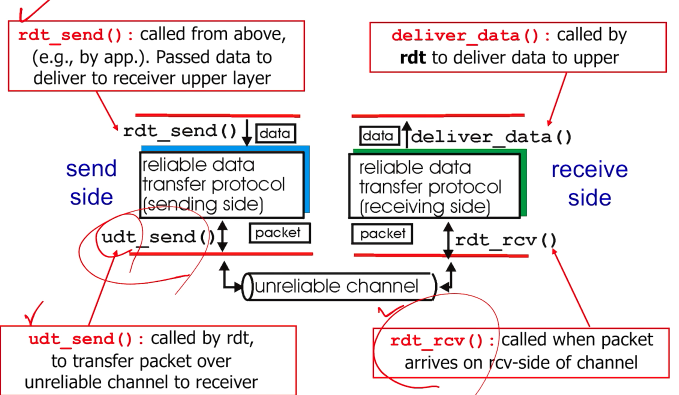 rdt_send(): called from above,
(e.g., by app.). Passed data to
deliver to receiver upper layer
deliver_data(): called by
rdt to deliver data to upper
rdt_send()
data
data
deliver_data()
send
side
reliable data
transfer protocol
(sending side)
reliable data
transfer protocol
(receiving side)
receive
side
udt_send()
packet
packet
rdt_rcv()
unreliable channel
udt_send(): called by rdt,
to transfer packet over
unreliable channel to receiver
rdt_rcv(): called when packet
arrives on rcv-side of channel